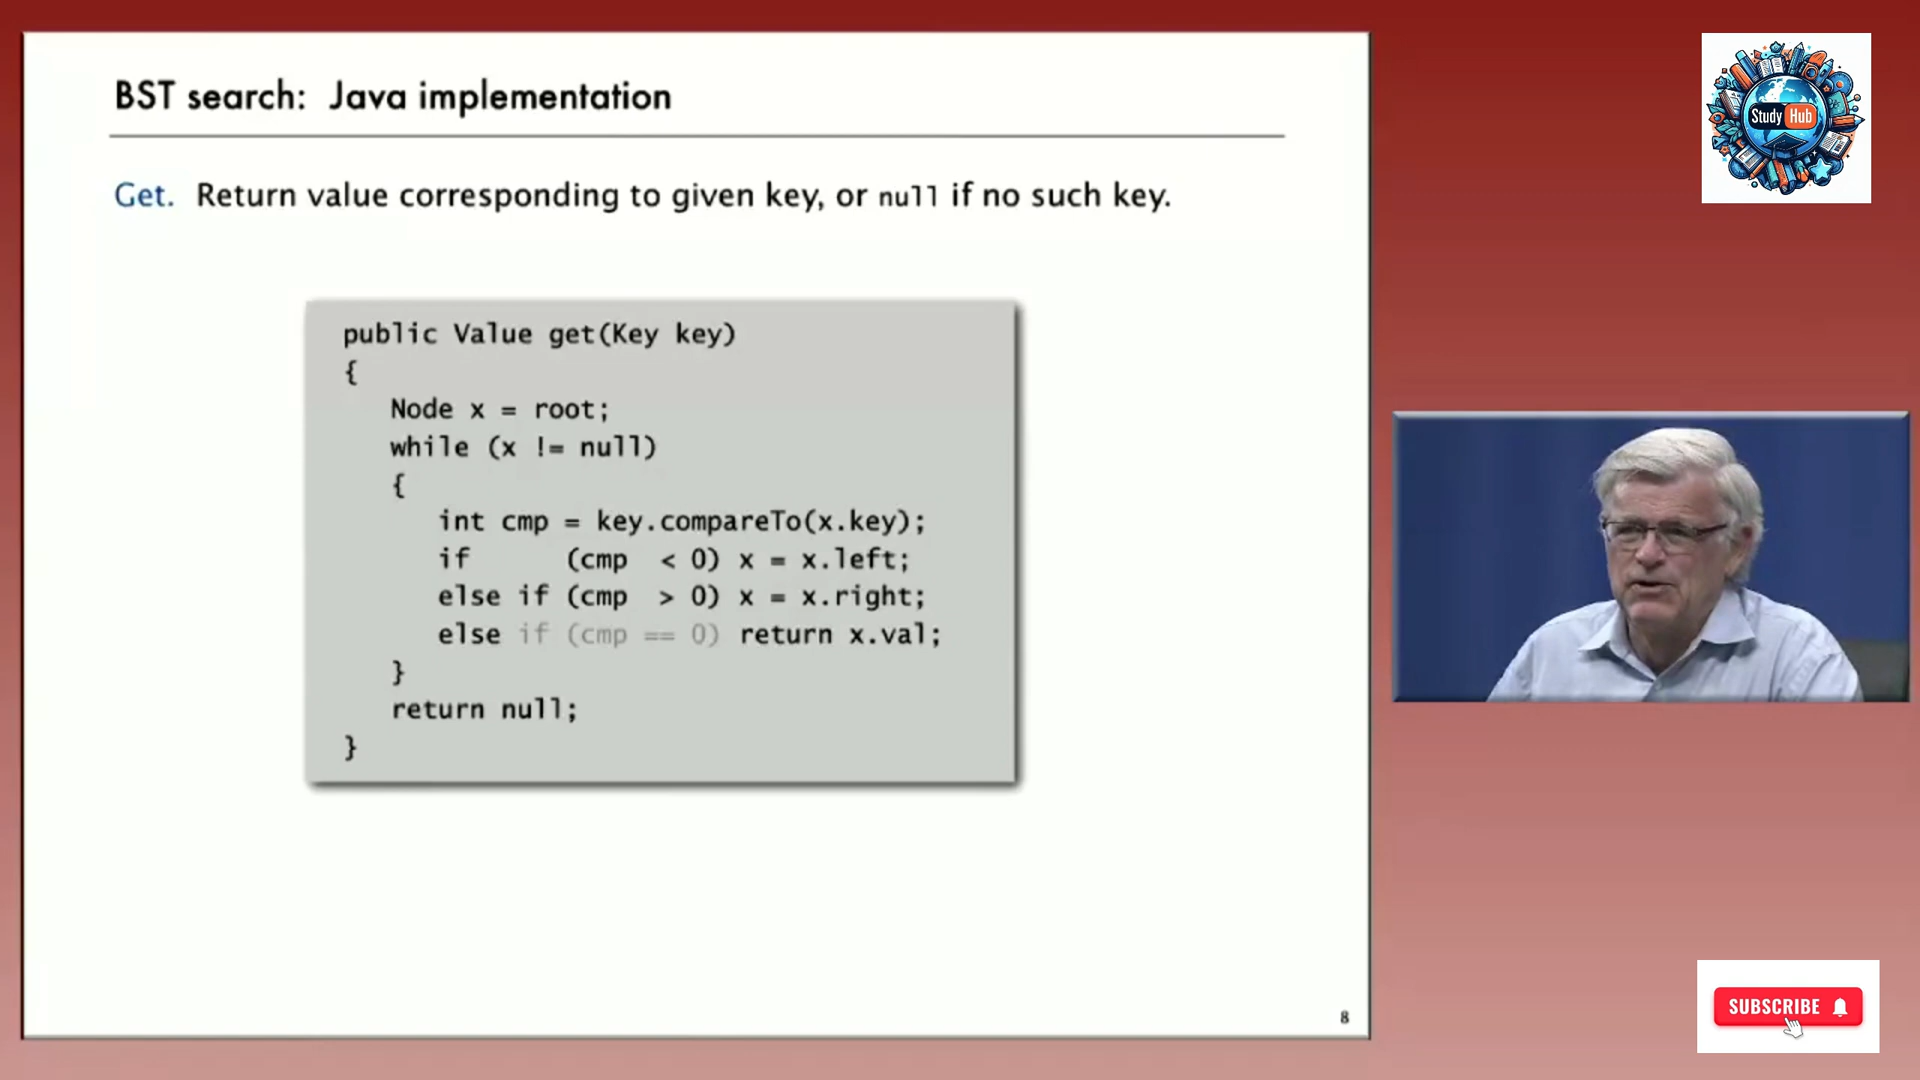 BST search: Java implementation
Get. Return value corresponding to given key, or null if no such key.
public Value get(Key key)
{
Node x = root;
while (x != null)
{
int cmp = key.compareTo(x.key);
if (cmp < 0) x = x.left;
else if (cmp > 0) x = x.right;
else if (cmp == 0) return x.val;
}
return null;
}
8
Study Hub
SUBSCRIBE